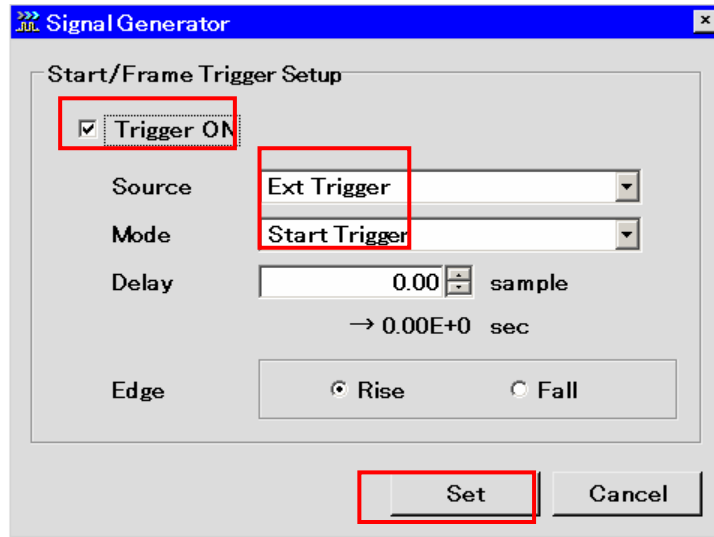 Signal Generator
Start/Frame Trigger Setup
Trigger ON
Source Ext Trigger
Mode Start Trigger
Delay 0.00 sample
→ 0.00E+0 sec
Edge Rise Fall
Set Cancel